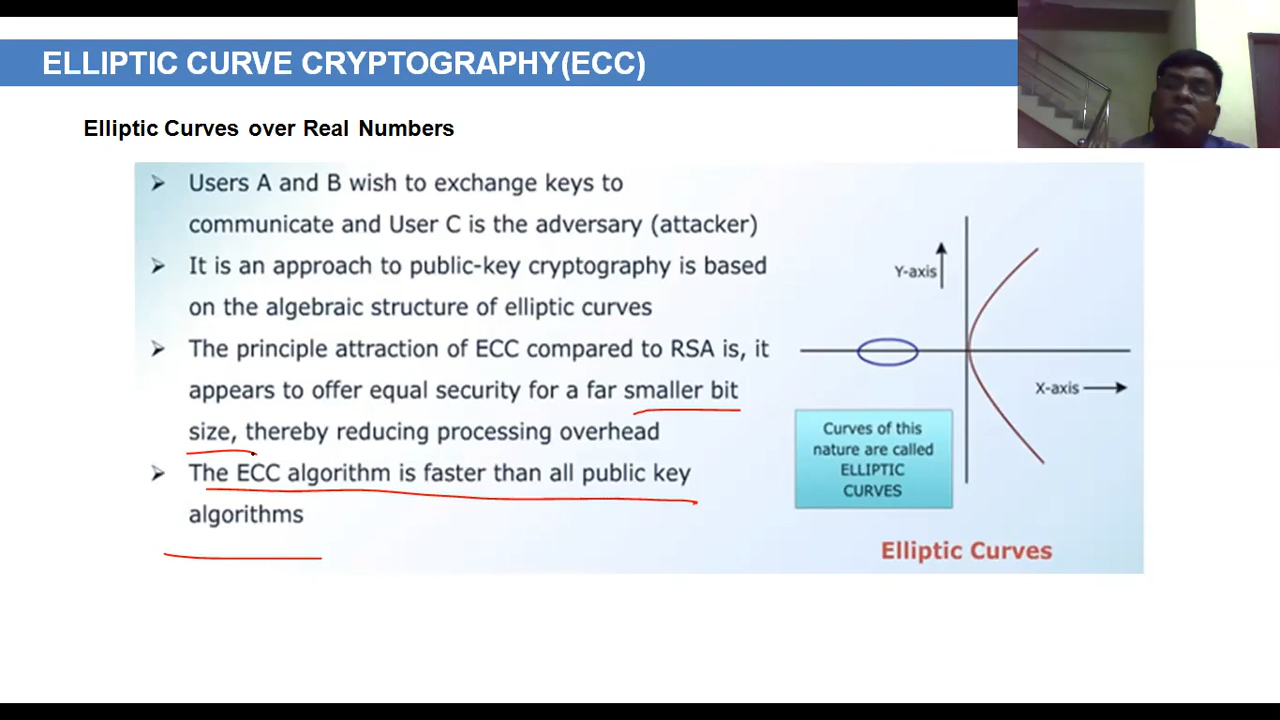 ELLIPTIC CURVE CRYPTOGRAPHY(ECC)
Elliptic Curves over Real Numbers
➢ Users A and B wish to exchange keys to
communicate and User C is the adversary (attacker)
➢ It is an approach to public-key cryptography is based
on the algebraic structure of elliptic curves
➢ The principle attraction of ECC compared to RSA is, it
appears to offer equal security for a far smaller bit
size, thereby reducing processing overhead
➢ The ECC algorithm is faster than all public key
algorithms
Y-axis
X-axis
Curves of this
nature are called
ELLIPTIC
CURVES
Elliptic Curves